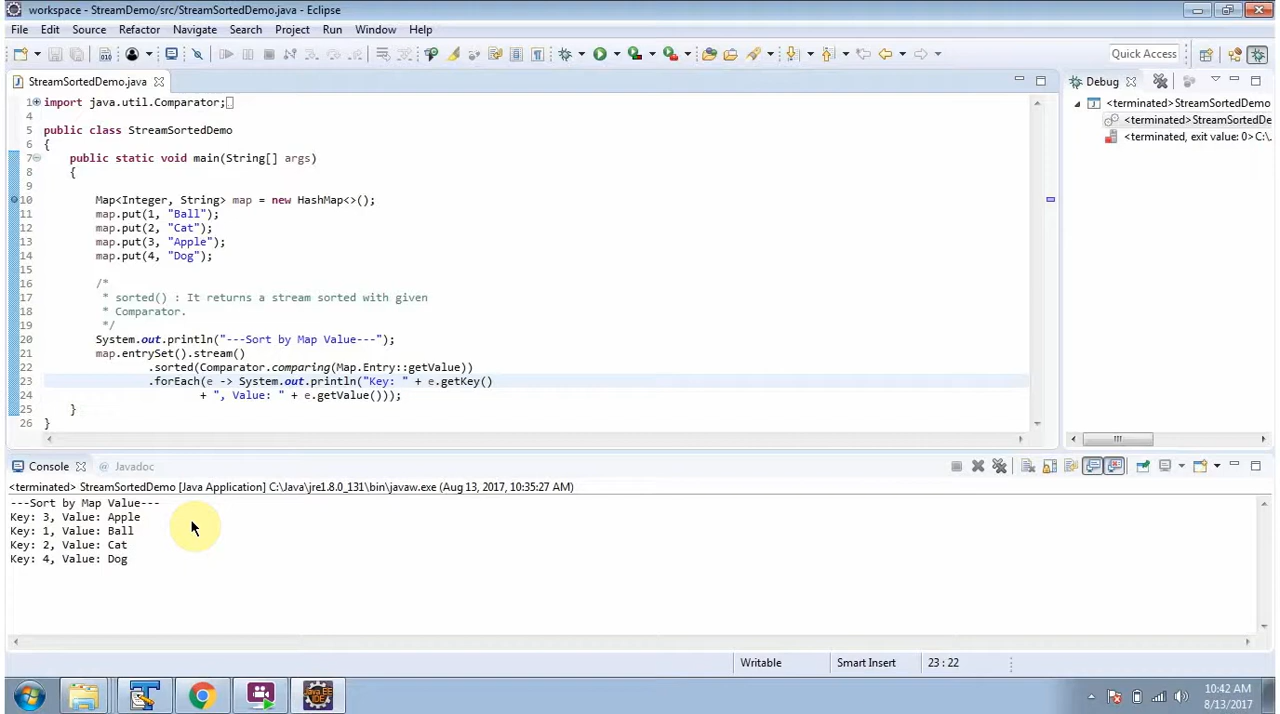 workspace - StreamDemo/src/StreamSortedDemo.java - Eclipse
File Edit Source Refactor Navigate Search Project Run Window Help
Quick Access
StreamSortedDemo.java
Debug
1 import java.util.Comparator;
4
5 public class StreamSortedDemo
6 {
7 public static void main(String[] args)
8 {
9
10 Map<Integer, String> map = new HashMap<>();
11 map.put(1, "Ball");
12 map.put(2, "Cat");
13 map.put(3, "Apple");
14 map.put(4, "Dog");
15
16 /*
17 * sorted() : It returns a stream sorted with given
18 * Comparator.
19 */
20 System.out.println("---Sort by Map Value---");
21 map.entrySet().stream()
22 .sorted(Comparator.comparing(Map.Entry::getValue))
23 .forEach(e -> System.out.println("Key: " + e.getKey()
24 + ", Value: " + e.getValue()));
25 }
26 }
<terminated>StreamSortedDemo
<terminated>StreamSortedDe
<terminated, exit value: 0>C:\.
Console Javadoc
<terminated> StreamSortedDemo [Java Application] C:\Java\jre1.8.0_131\bin\javaw.exe (Aug 13, 2017, 10:35:27 AM)
---Sort by Map Value---
Key: 3, Value: Apple
Key: 1, Value: Ball
Key: 2, Value: Cat
Key: 4, Value: Dog
Writable Smart Insert 23 : 22
Java EE
IDE
10:42 AM
8/13/2017